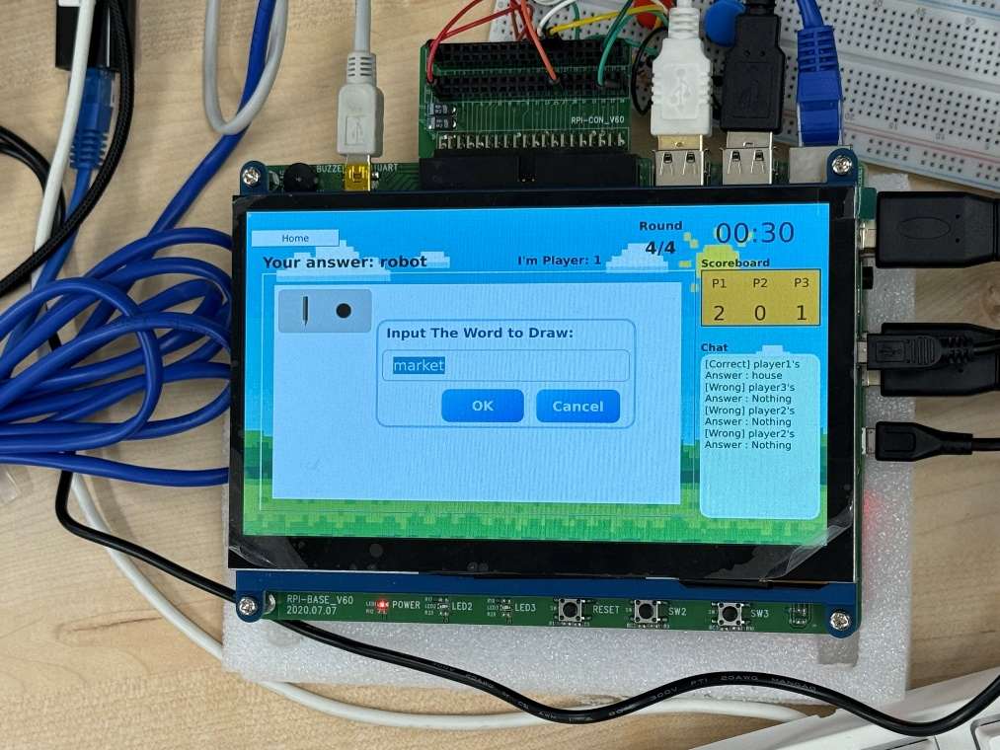 RPI-CON_V60
UART
Home
Round
4/4
00:30
Your answer: robot
I'm Player: 1
Scoreboard
P1 P2 P3
2 0 1
Input The Word to Draw:
market
OK
Cancel
Chat
[Correct] player1's
Answer : house
[Wrong] player3's
Answer : Nothing
[Wrong] player2's
Answer : Nothing
[Wrong] player2's
Answer : Nothing
RPI-BASE_V60
2020.07.07
POWER
LED2
LED3
RESET
SW2
SW3
300V PTI 20AWG